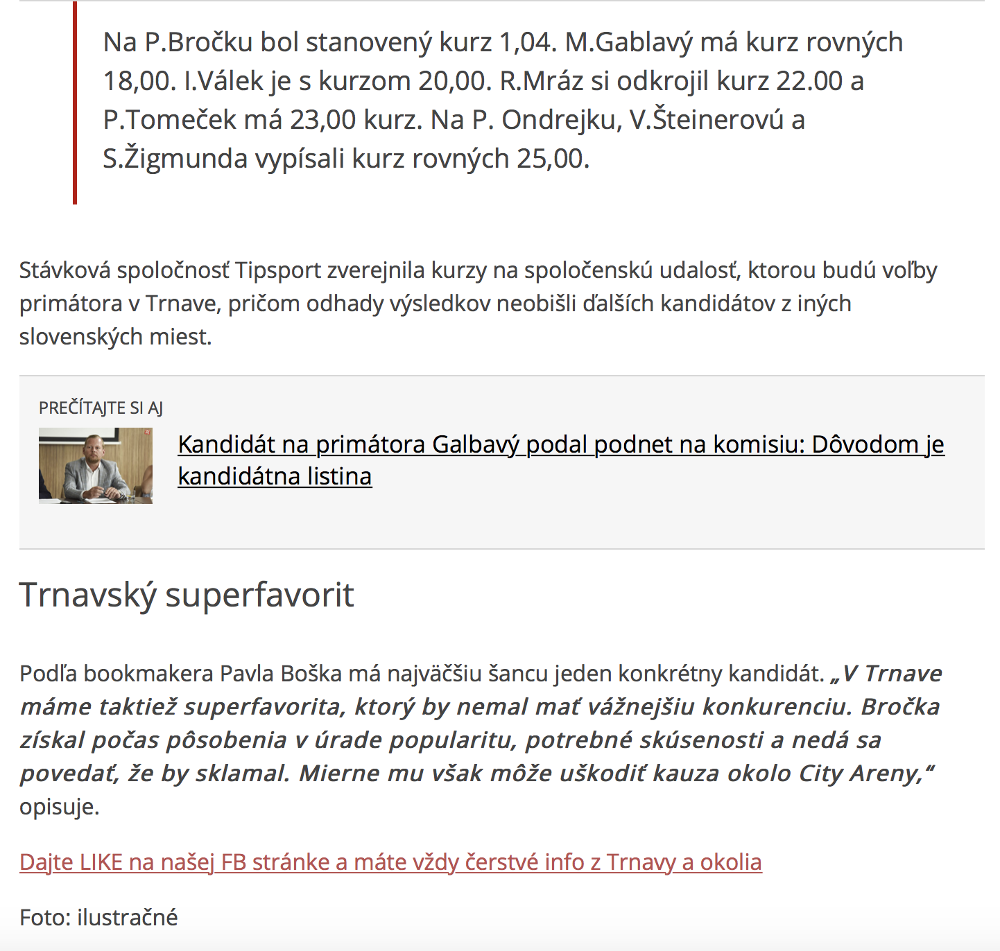 Na P.Bročku bol stanovený kurz 1,04. M.Gablavý má kurz rovných
18,00. I.Válek je s kurzom 20,00. R.Mráz si odkrojil kurz 22.00 a
P.Tomeček má 23,00 kurz. Na P. Ondrejku, V.Šteinerovú a
S.Žigmunda vypísali kurz rovných 25,00.
Stávková spoločnosť Tipsport zverejnila kurzy na spoločenskú udalosť, ktorou budú voľby
primátora v Trnave, pričom odhady výsledkov neobišli ďalších kandidátov z iných
slovenských miest.
PREČÍTAJTE SI AJ
Kandidát na primátora Galbavý podal podnet na komisiu: Dôvodom je
kandidátna listina
Trnavský superfavorit
Podľa bookmakera Pavla Boška má najväčšiu šancu jeden konkrétny kandidát. „V Trnave
máme taktiež superfavorita, ktorý by nemal mať vážnejšiu konkurenciu. Bročka
získal počas pôsobenia v úrade popularitu, potrebné skúsenosti a nedá sa
povedať, že by sklamal. Mierne mu však môže uškodiť kauza okolo City Areny,“
opisuje.
Dajte LIKE na našej FB stránke a máte vždy čerstvé info z Trnavy a okolia
Foto: ilustračné